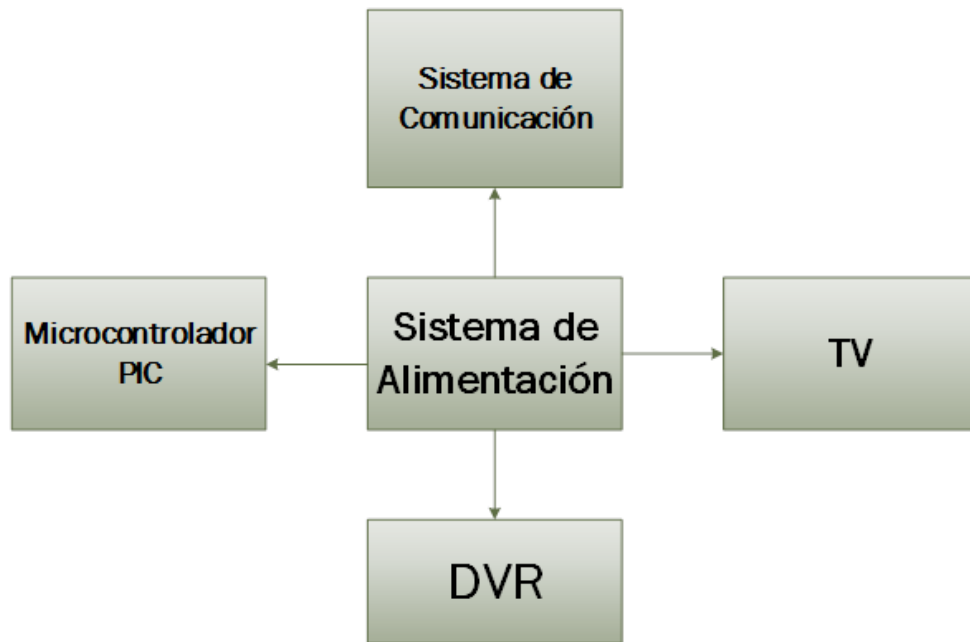 Sistema de
Comunicación
Microcontrolador
PIC
Sistema de
Alimentación
TV
DVR